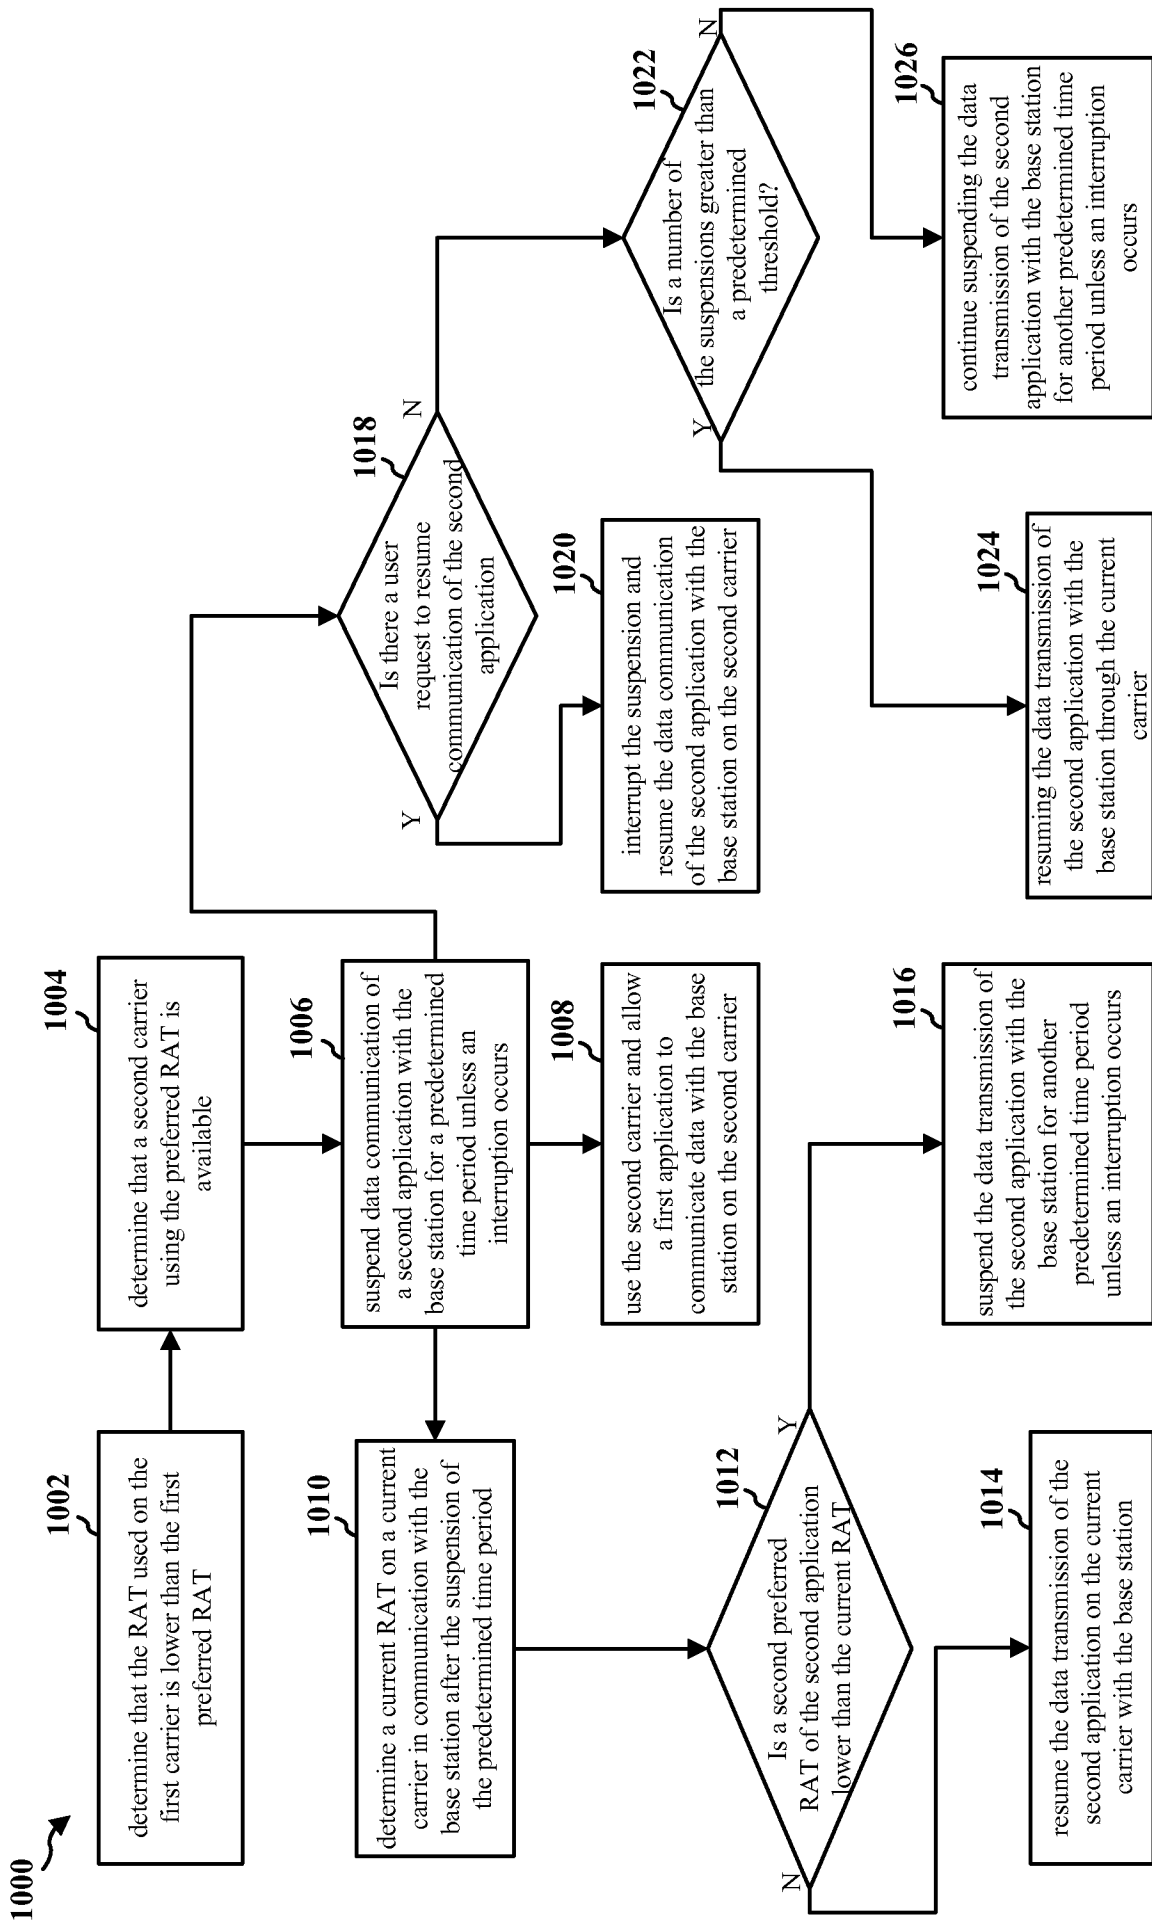 1000
1002
determine that the RAT used on the
first carrier is lower than the first
preferred RAT
1004
determine that a second carrier
using the preferred RAT is
available
1006
suspend data communication of
a second application with the
base station for a predetermined
time period unless an
interruption occurs
1008
use the second carrier and allow
a first application to
communicate data with the base
station on the second carrier
1010
determine a current RAT on a current
carrier in communication with the
base station after the suspension of
the predetermined time period
1012
Is a second preferred
RAT of the second application
lower than the current RAT
N
Y
1014
resume the data transmission of the
second application on the current
carrier with the base station
1016
suspend the data transmission of
the second application with the
base station for another
predetermined time period
unless an interruption occurs
1018
Is there a user
request to resume
communication of the second
application
Y
N
1020
interrupt the suspension and
resume the data communication
of the second application with the
base station on the second carrier
1022
Is a number of
the suspensions greater than
a predetermined
threshold?
Y
N
1024
resuming the data transmission of
the second application with the
base station through the current
carrier
1026
continue suspending the data
transmission of the second
application with the base station
for another predetermined time
period unless an interruption
occurs